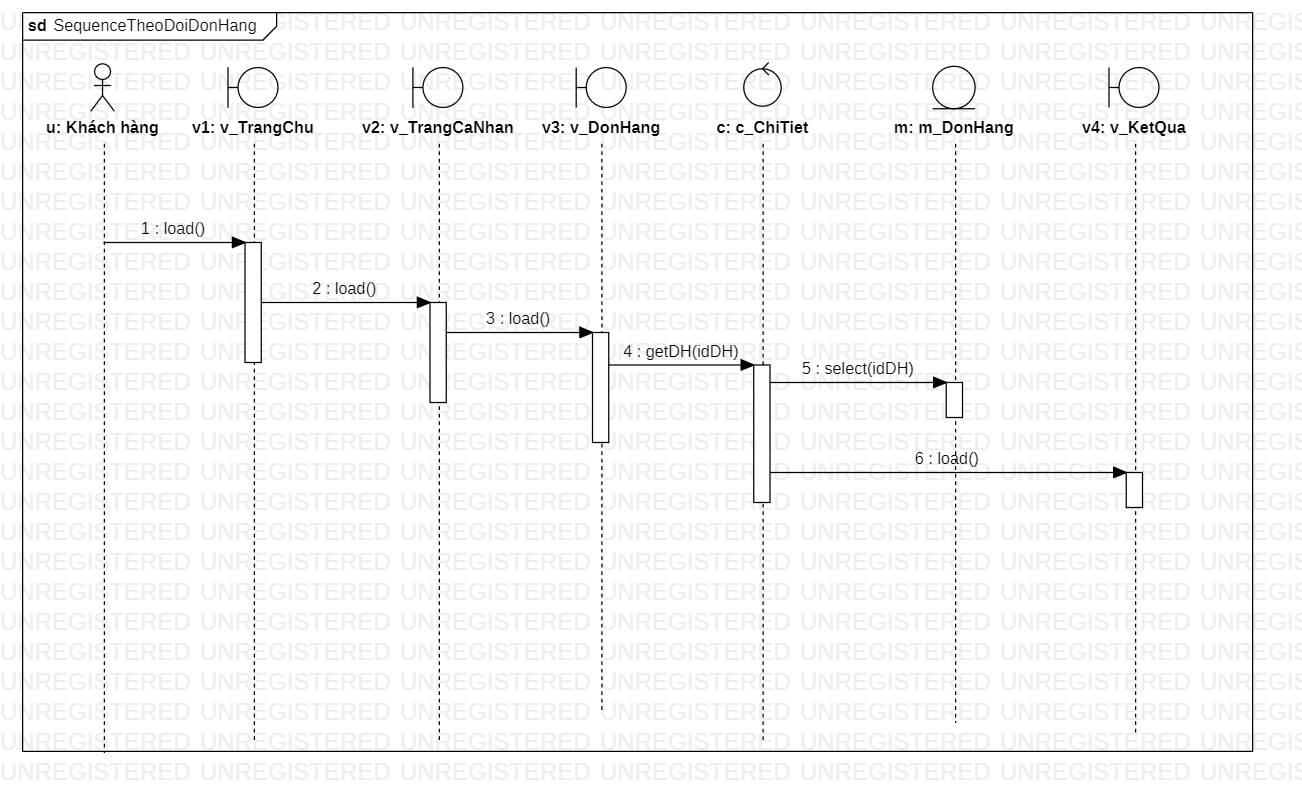 sd SequenceTheoDoiDonHang
u: Khách hàng v1: v_TrangChu v2: v_TrangCaNhan v3: v_DonHang c: c_ChiTiet m: m_DonHang v4: v_KetQua
1 : load()
2 : load()
3 : load()
4 : getDH(idDH)
5 : select(idDH)
6 : load()
UNREGISTERED